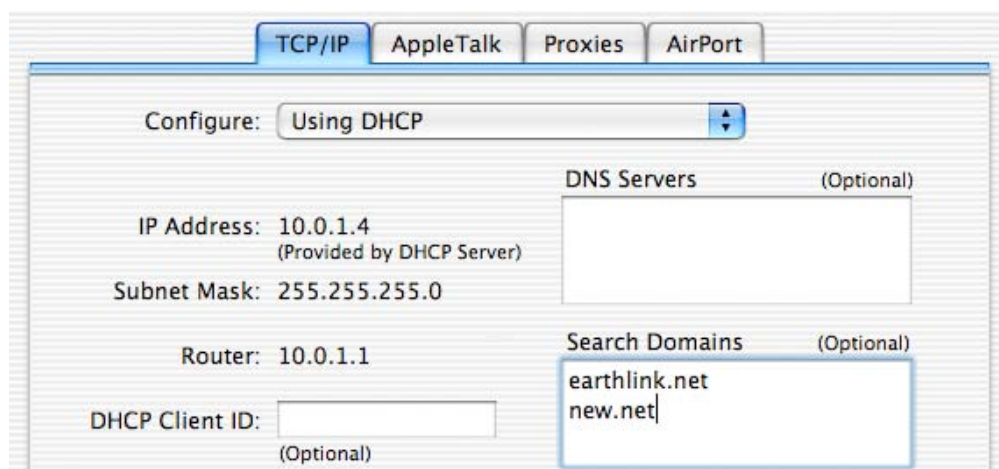 TCP/IP AppleTalk Proxies AirPort
Configure: Using DHCP
DNS Servers (Optional)
IP Address: 10.0.1.4
(Provided by DHCP Server)
Subnet Mask: 255.255.255.0
Router: 10.0.1.1
Search Domains (Optional)
earthlink.net
new.net
DHCP Client ID:
(Optional)